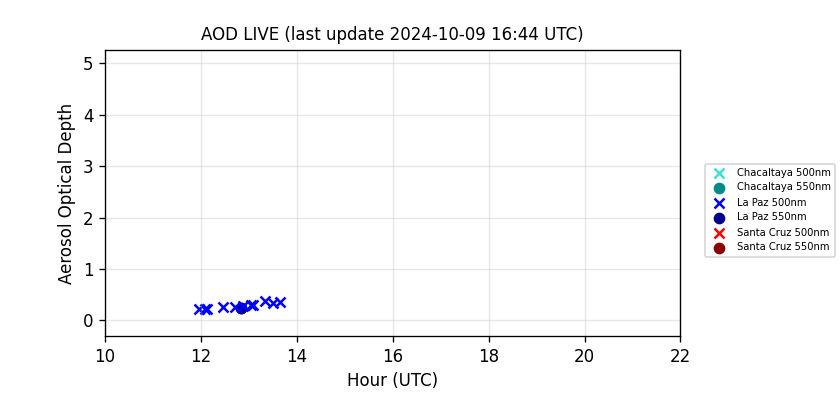 AOD LIVE (last update 2024-10-09 16:44 UTC)
Aerosol Optical Depth
5
4
3
2
1
0
10 12 14 16 18 20 22
Hour (UTC)
Chacaltaya 500nm
Chacaltaya 550nm
La Paz 500nm
La Paz 550nm
Santa Cruz 500nm
Santa Cruz 550nm